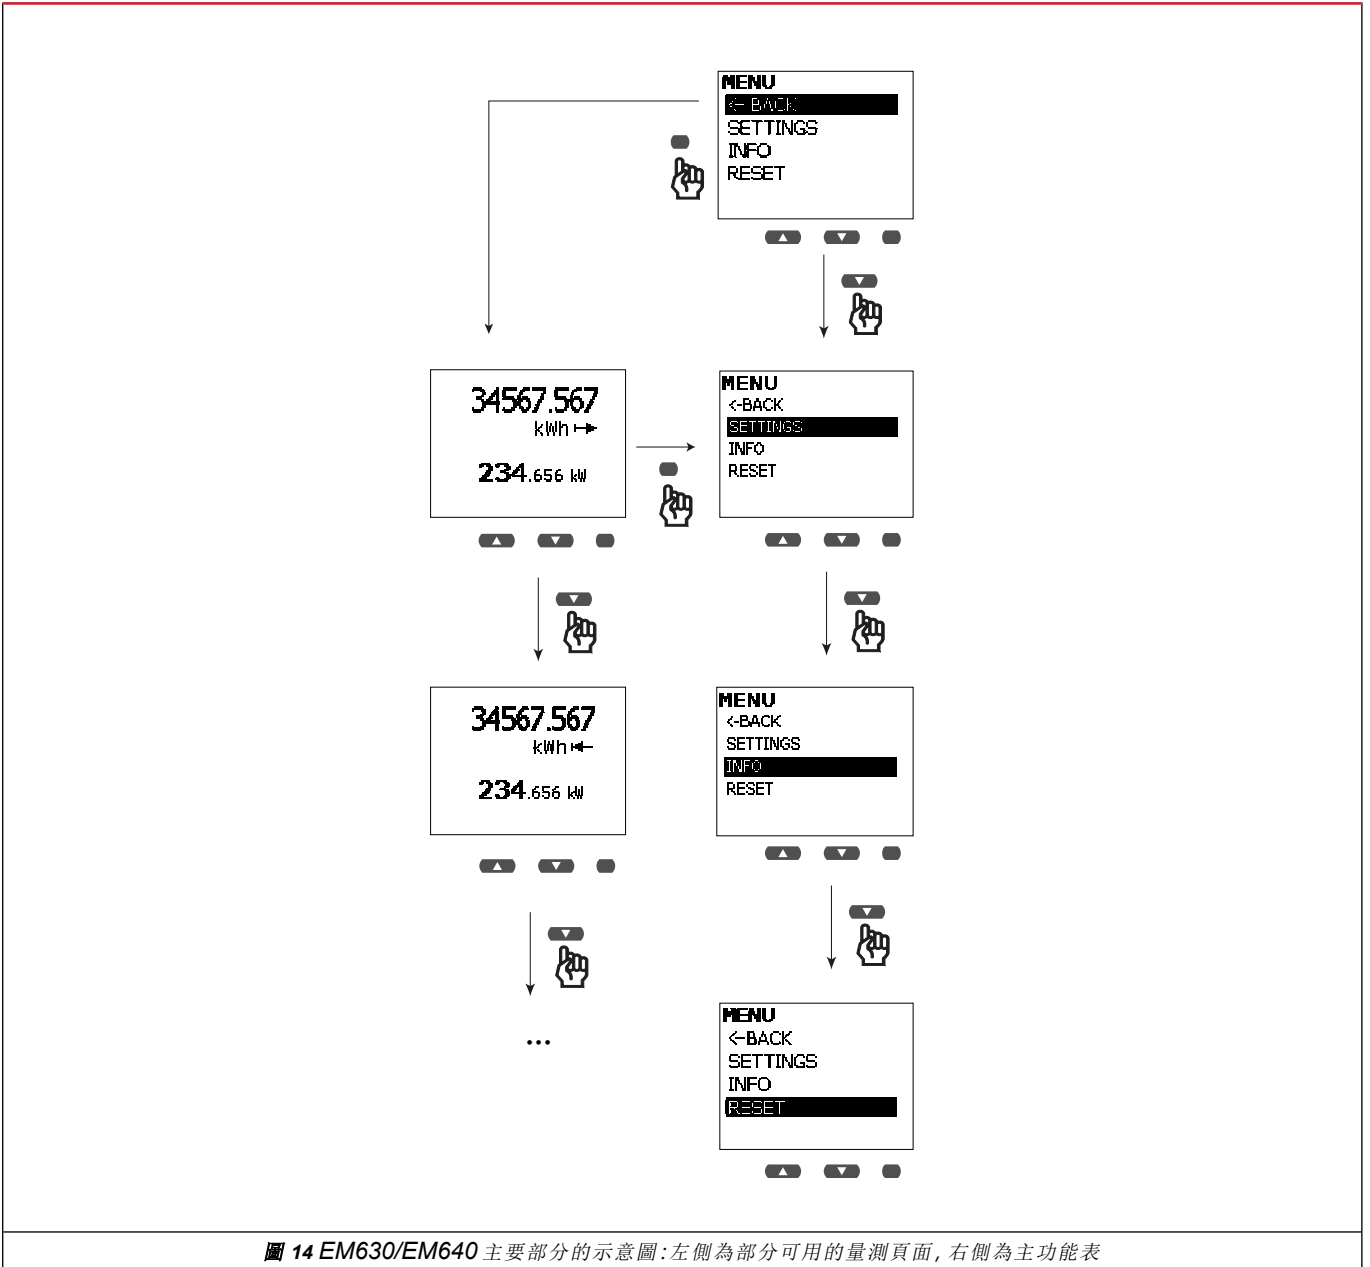 MENU
<- BACK
SETTINGS
INFO
RESET
34567.567
kWh
234.656 kW
MENU
<-BACK
SETTINGS
INFO
RESET
34567.567
kWh
234.656 kW
MENU
<-BACK
SETTINGS
INFO
RESET
...
MENU
<-BACK
SETTINGS
INFO
RESET
圖 14 EM630/EM640 主要部分的示意圖:左側為部分可用的量測頁面, 右側為主功能表